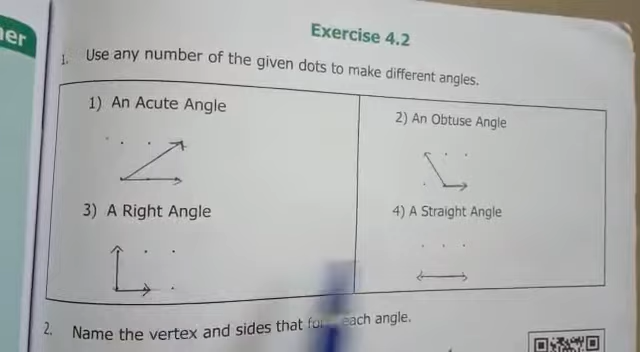 er
Exercise 4.2
1. Use any number of the given dots to make different angles.
1) An Acute Angle
2) An Obtuse Angle
3) A Right Angle
4) A Straight Angle
2. Name the vertex and sides that each angle.